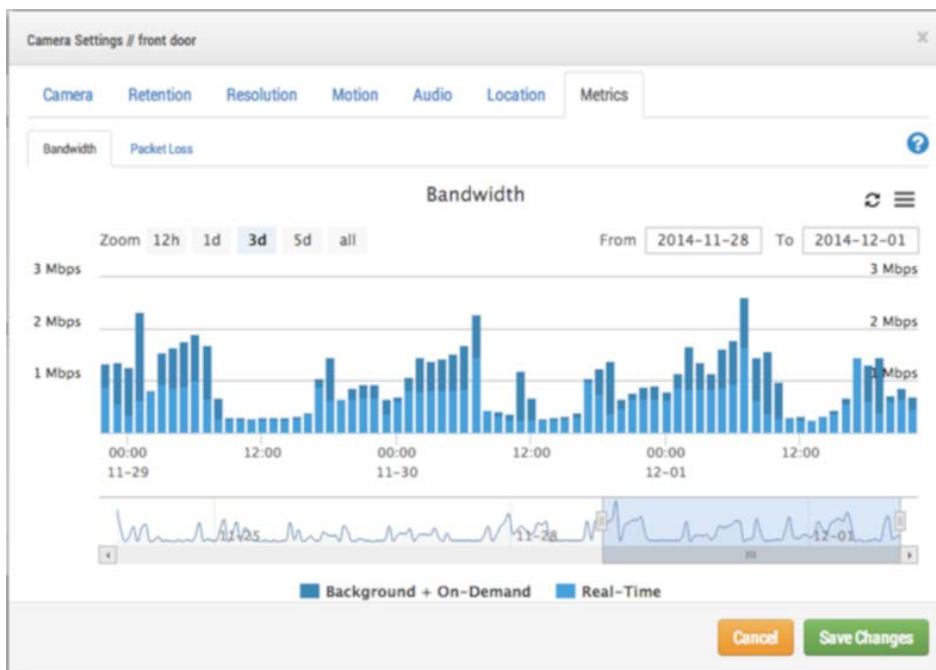 Camera Settings // front door ×
Camera Retention Resolution Motion Audio Location Metrics
Bandwidth Packet Loss ?
Bandwidth
Zoom 12h 1d 3d 5d all From 2014-11-28 To 2014-12-01
3 Mbps 3 Mbps
2 Mbps 2 Mbps
1 Mbps 1 Mbps
00:00 12:00 00:00 12:00 00:00 12:00
11-29 11-30 12-01
11-25 11-28 12-01
Background + On-Demand Real-Time
Cancel Save Changes